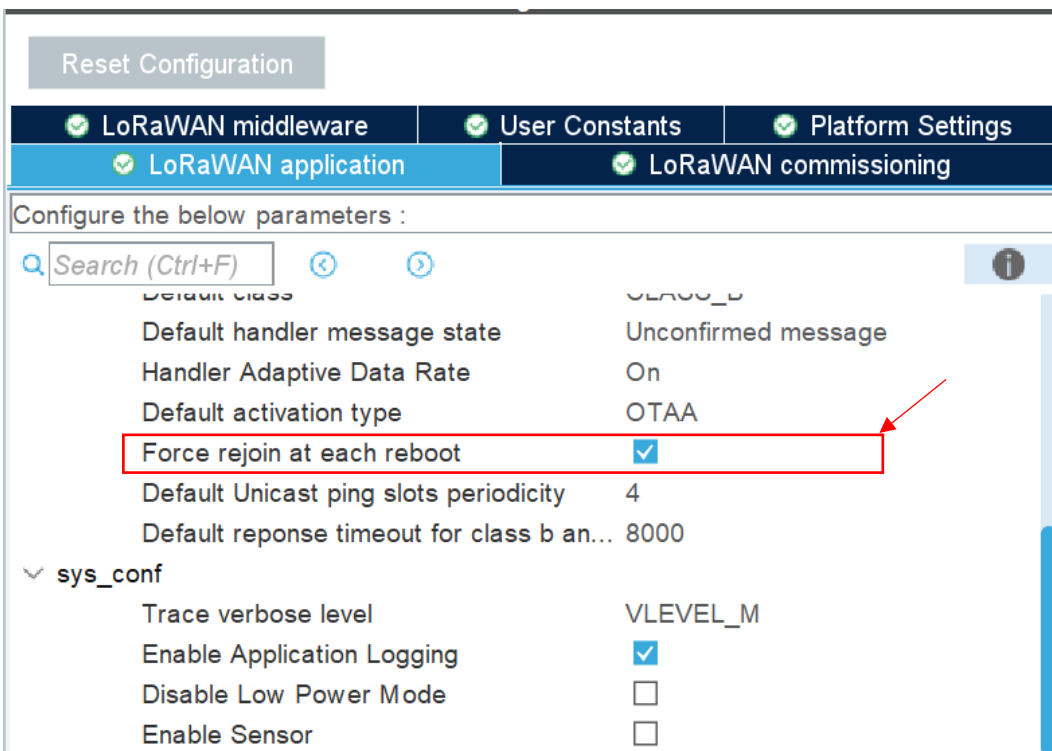 Reset Configuration
LoRaWAN middleware User Constants Platform Settings
LoRaWAN application LoRaWAN commissioning
Configure the below parameters :
Search (Ctrl+F)
Default class CLASS_B
Default handler message state Unconfirmed message
Handler Adaptive Data Rate On
Default activation type OTAA
Force rejoin at each reboot
Default Unicast ping slots periodicity 4
Default reponse timeout for class b an... 8000
sys_conf
Trace verbose level VLEVEL_M
Enable Application Logging
Disable Low Power Mode
Enable Sensor